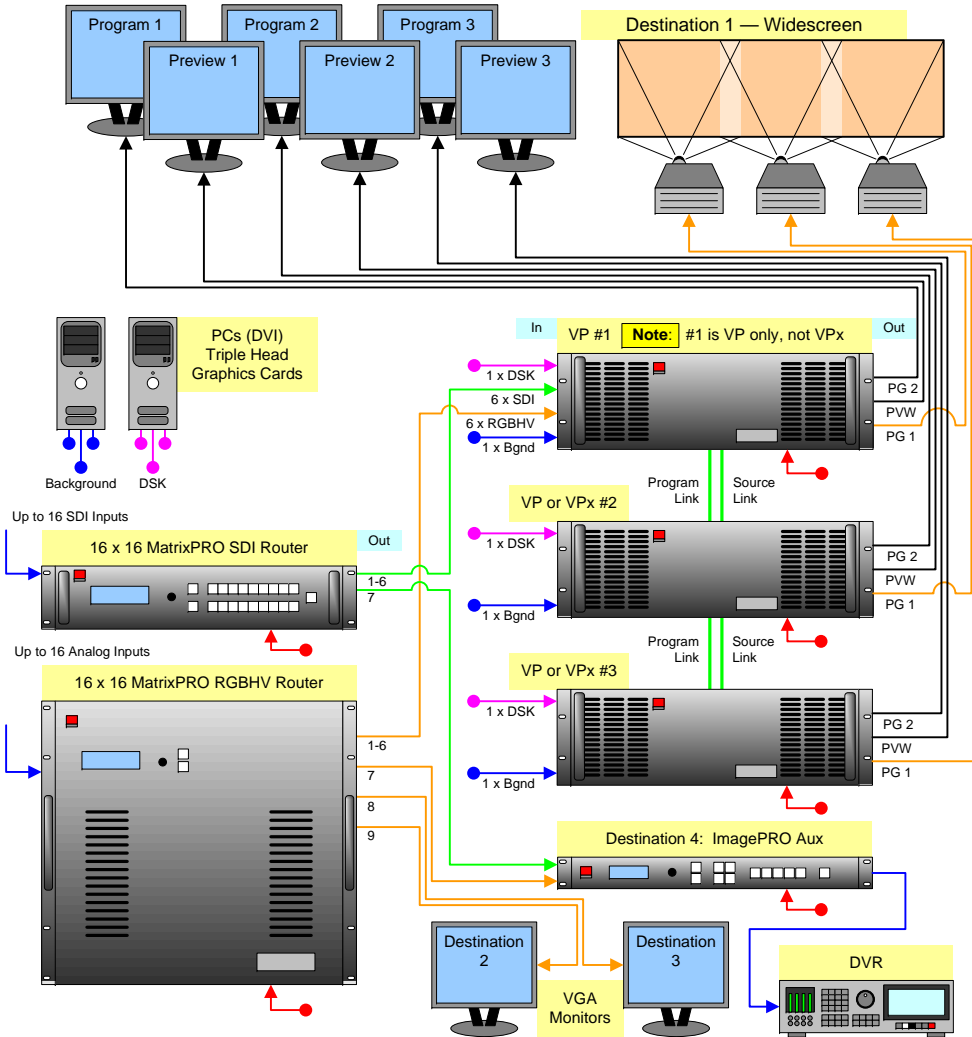 Program 1
Program 2
Program 3
Preview 1
Preview 2
Preview 3
Destination 1 — Widescreen
PCs (DVI)
Triple Head
Graphics Cards
Background
DSK
In
VP #1
Note:
#1 is VP only, not VPx
Out
1 x DSK
6 x SDI
6 x RGBHV
1 x Bgnd
PG 2
PVW
PG 1
Program
Link
Source
Link
Up to 16 SDI Inputs
16 x 16 MatrixPRO SDI Router
Out
1-6
7
VP or VPx #2
1 x DSK
1 x Bgnd
PG 2
PVW
PG 1
Program
Link
Source
Link
Up to 16 Analog Inputs
16 x 16 MatrixPRO RGBHV Router
1-6
7
8
9
VP or VPx #3
1 x DSK
1 x Bgnd
PG 2
PVW
PG 1
Destination 4: ImagePRO Aux
Destination
2
Destination
3
VGA
Monitors
DVR